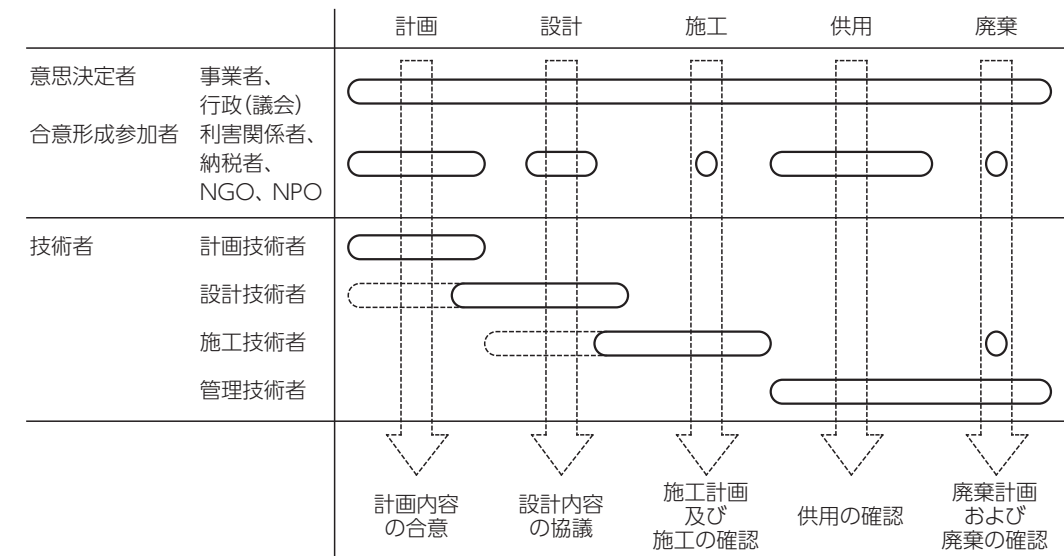 計画 設計 施工 供用 廃棄
意思決定者 事業者、
行政(議会)
合意形成参加者 利害関係者、
納税者、
NGO、NPO
技術者 計画技術者
設計技術者
施工技術者
管理技術者
計画内容
の合意
設計内容
の協議
施工計画
及び
施工の確認
供用の確認
廃棄計画
および
廃棄の確認